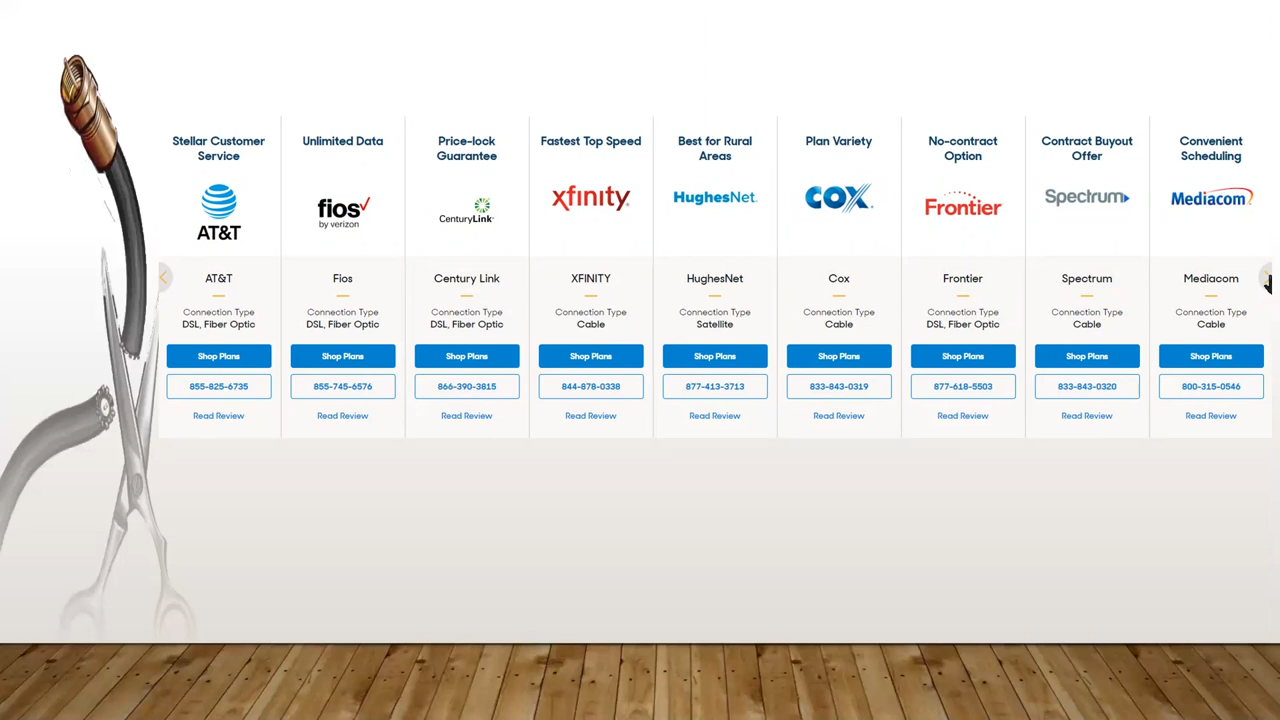 Stellar Customer
Service
AT&T
AT&T
Connection Type
DSL, Fiber Optic
Shop Plans
855-825-6735
Read Review
Unlimited Data
fios
by verizon
Fios
Connection Type
DSL, Fiber Optic
Shop Plans
855-745-6576
Read Review
Price-lock
Guarantee
CenturyLink
Century Link
Connection Type
DSL, Fiber Optic
Shop Plans
866-390-3815
Read Review
Fastest Top Speed
xfinity
XFINITY
Connection Type
Cable
Shop Plans
844-878-0338
Read Review
Best for Rural
Areas
HughesNet.
HughesNet
Connection Type
Satellite
Shop Plans
877-413-3713
Read Review
Plan Variety
COX
Cox
Connection Type
Cable
Shop Plans
833-843-0319
Read Review
No-contract
Option
Frontier
Frontier
Connection Type
DSL, Fiber Optic
Shop Plans
877-618-5503
Read Review
Contract Buyout
Offer
Spectrum
Spectrum
Connection Type
Cable
Shop Plans
833-843-0320
Read Review
Convenient
Scheduling
Mediacom
Mediacom
Connection Type
Cable
Shop Plans
800-315-0546
Read Review